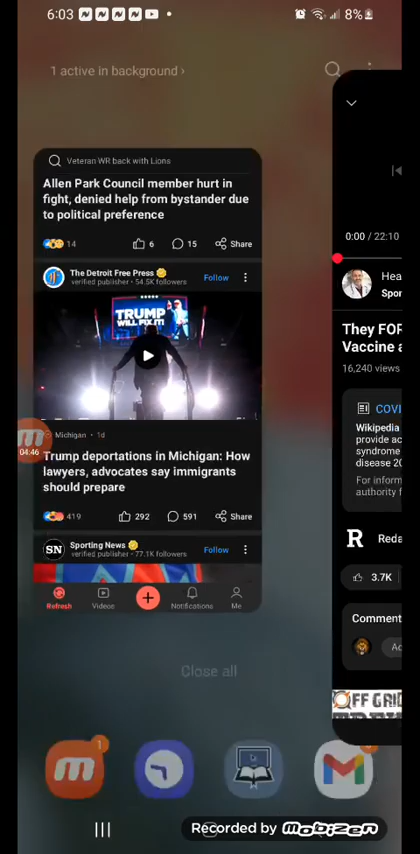 6:03
8%
1 active in background ›
Veteran WR back with Lions
Allen Park Council member hurt in
fight, denied help from bystander due
to political preference
14
6
15
Share
The Detroit Free Press
verified publisher • 54.5K followers
Follow
TRUMP
WILL FIX IT!
Michigan • 1d
Trump deportations in Michigan: How
lawyers, advocates say immigrants
should prepare
419
292
591
Share
SN
Sporting News
verified publisher • 77.1K followers
Follow
Refresh
Videos
Notifications
Me
04:46
0:00 / 22:10
Hea
Spon
They FOR
Vaccine a
16,240 views
COVI
Wikipedia
provide ac
syndrome
disease 20
For inform
authority f
R
Reda
3.7K
Comment
Ac
OFF GRID
Close all
1
Recorded by mobizen